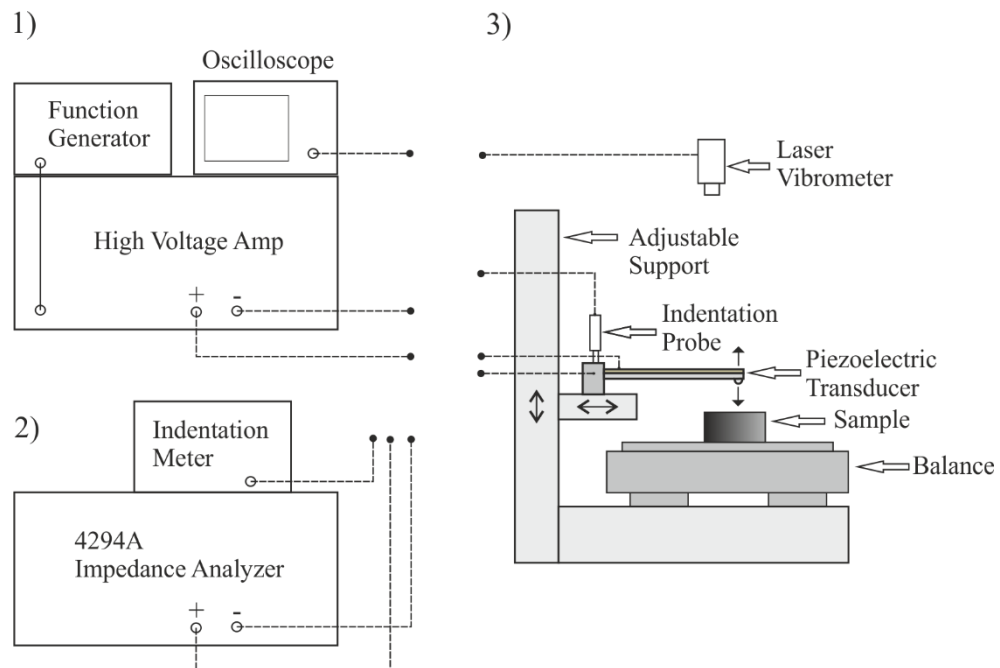 1)
Function
Generator
Oscilloscope
High Voltage Amp
+ -
2)
Indentation
Meter
4294A
Impedance Analyzer
+ -
3)
Laser
Vibrometer
Adjustable
Support
Indentation
Probe
Piezoelectric
Transducer
Sample
Balance